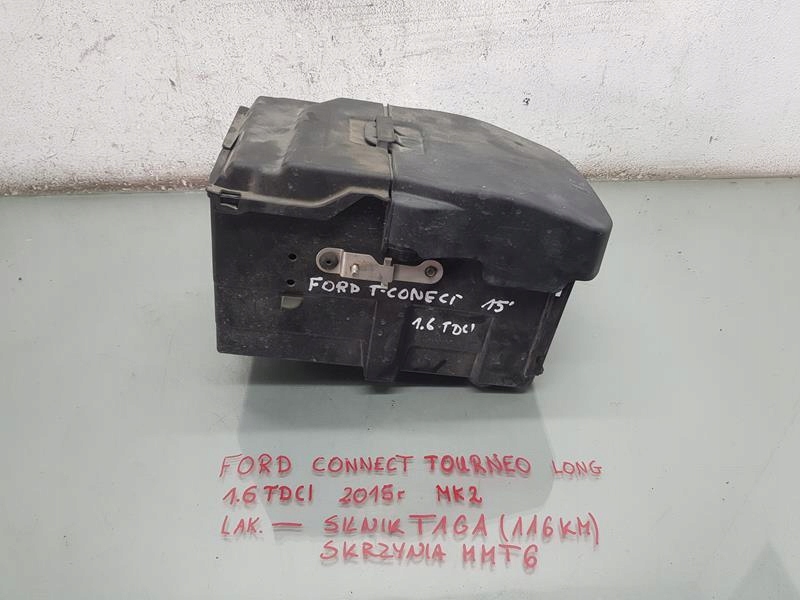 FORD T-CONECT 15'
1.6 TDCI
FORD CONNECT TOURNEO LONG
1.6 TDCI 2015r MK2
LAK. — SILNIK T1GA (116KM)
SKRZYNIA MMT6